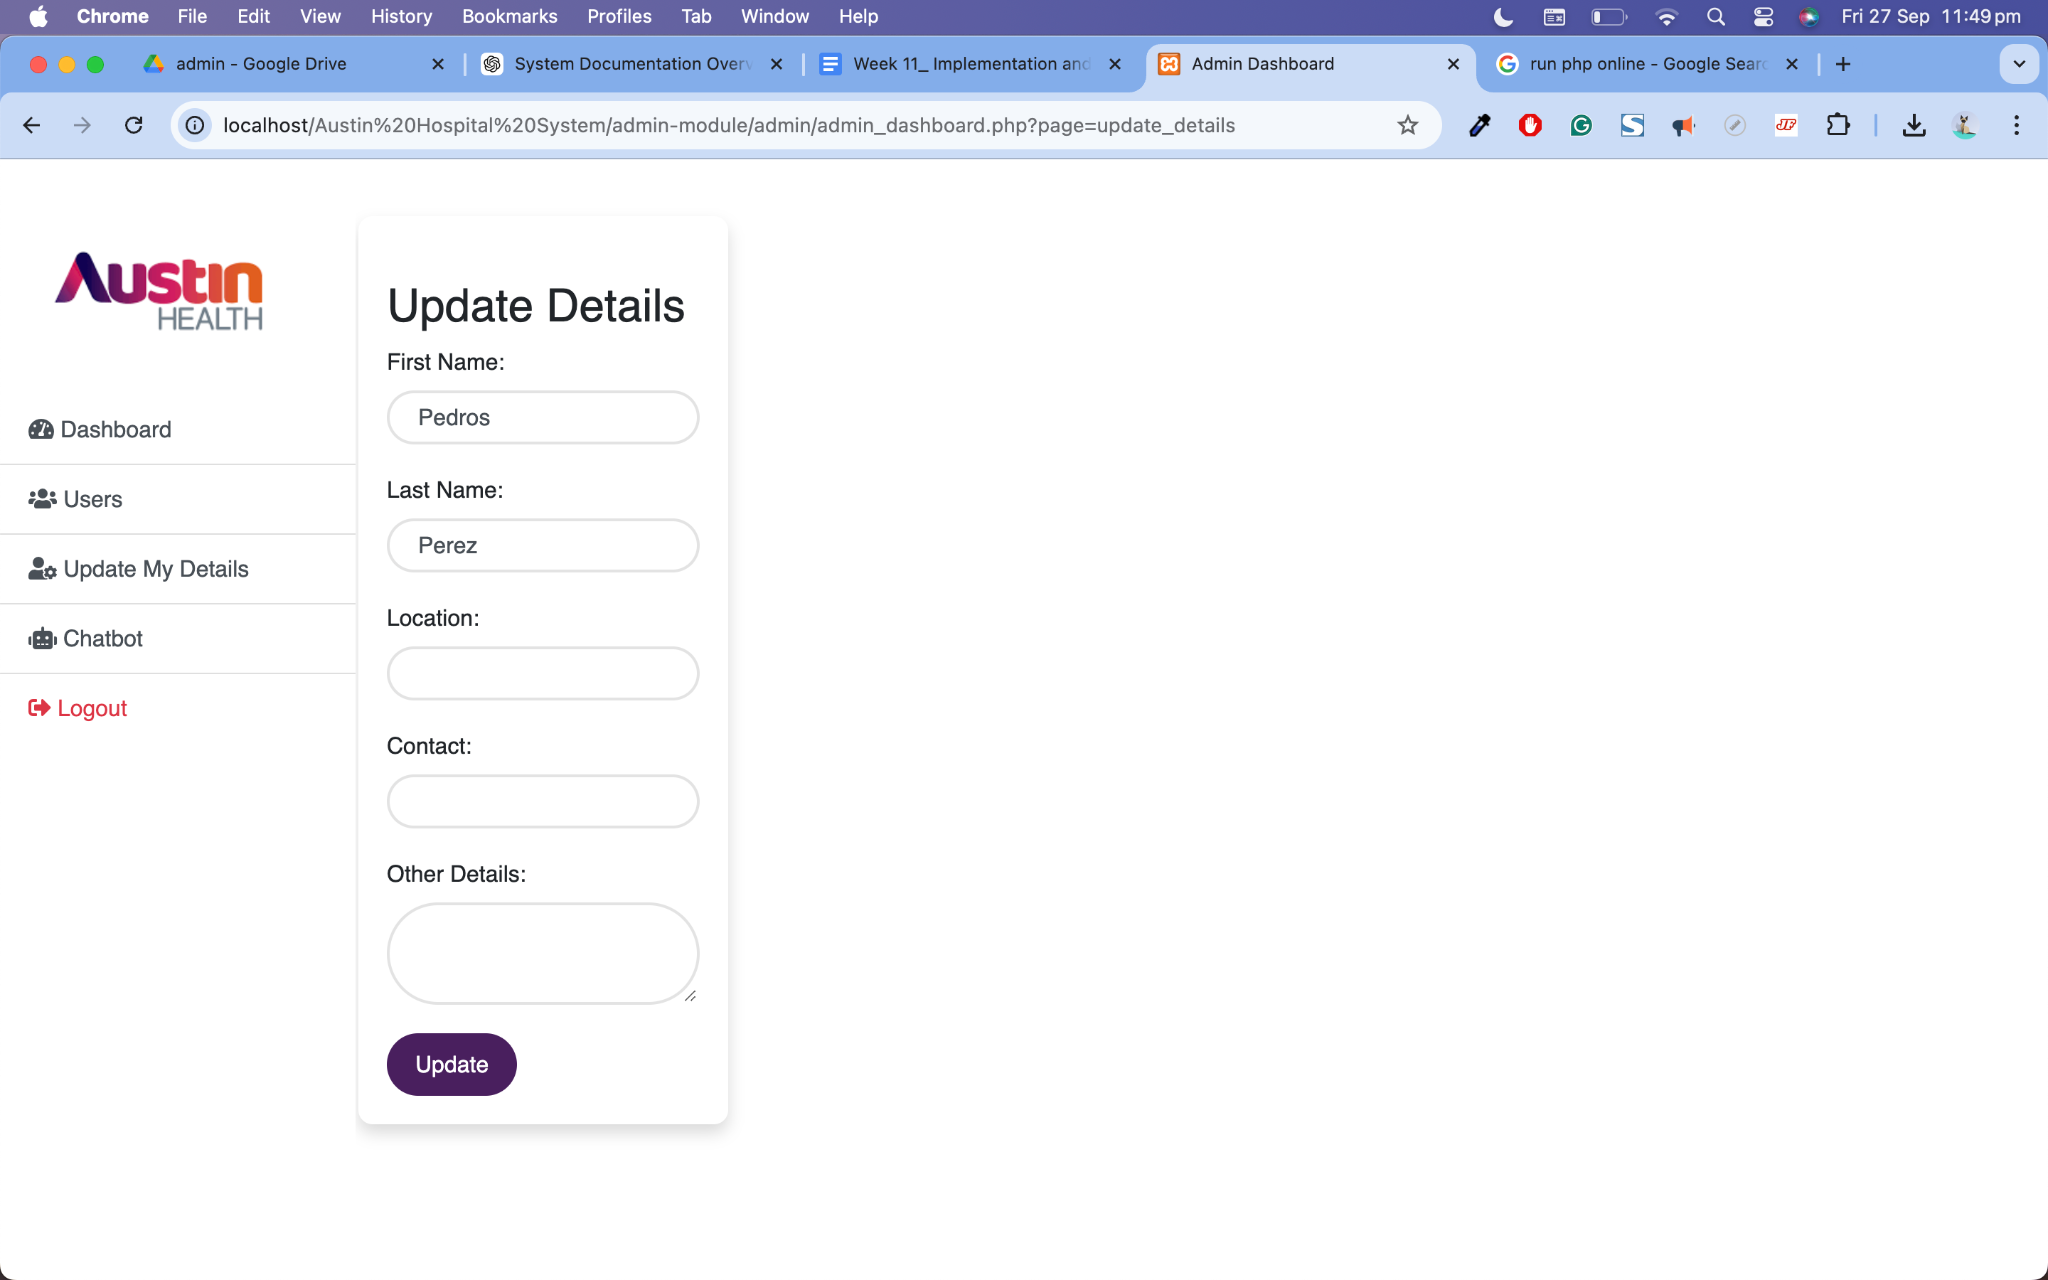 Chrome File Edit View History Bookmarks Profiles Tab Window Help Fri 27 Sep 11:49 pm
admin - Google Drive System Documentation Over Week 11_ Implementation and Admin Dashboard run php online - Google Sear
localhost/Austin%20Hospital%20System/admin-module/admin/admin_dashboard.php?page=update_details
Austin
HEALTH
Dashboard
Users
Update My Details
Chatbot
Logout
Update Details
First Name:
Pedros
Last Name:
Perez
Location:
Contact:
Other Details:
Update